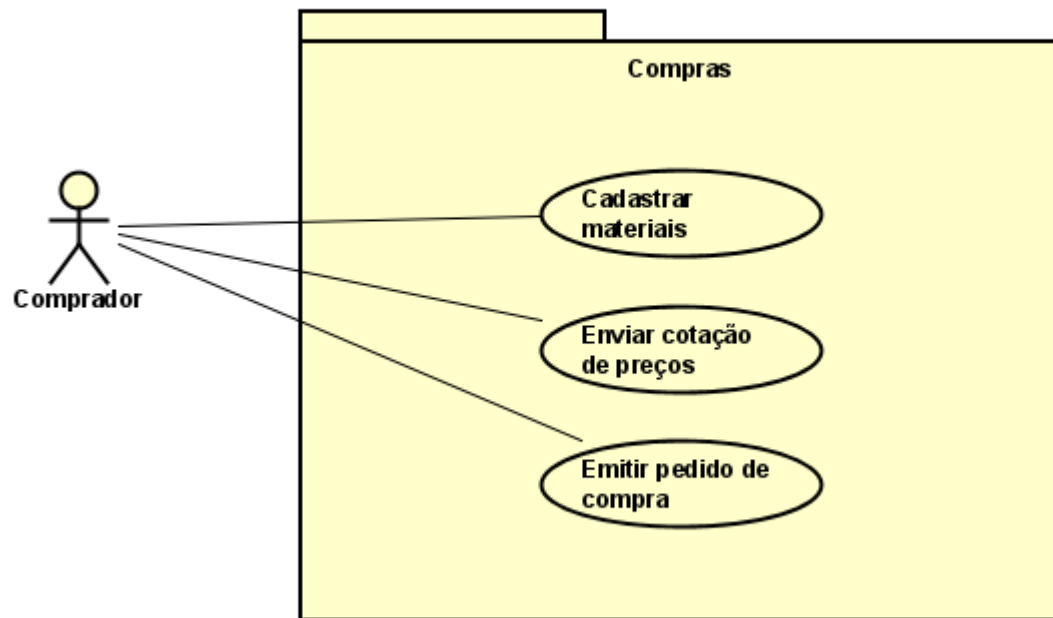 Compras
Cadastrar
materiais
Comprador
Enviar cotação
de preços
Emitir pedido de
compra